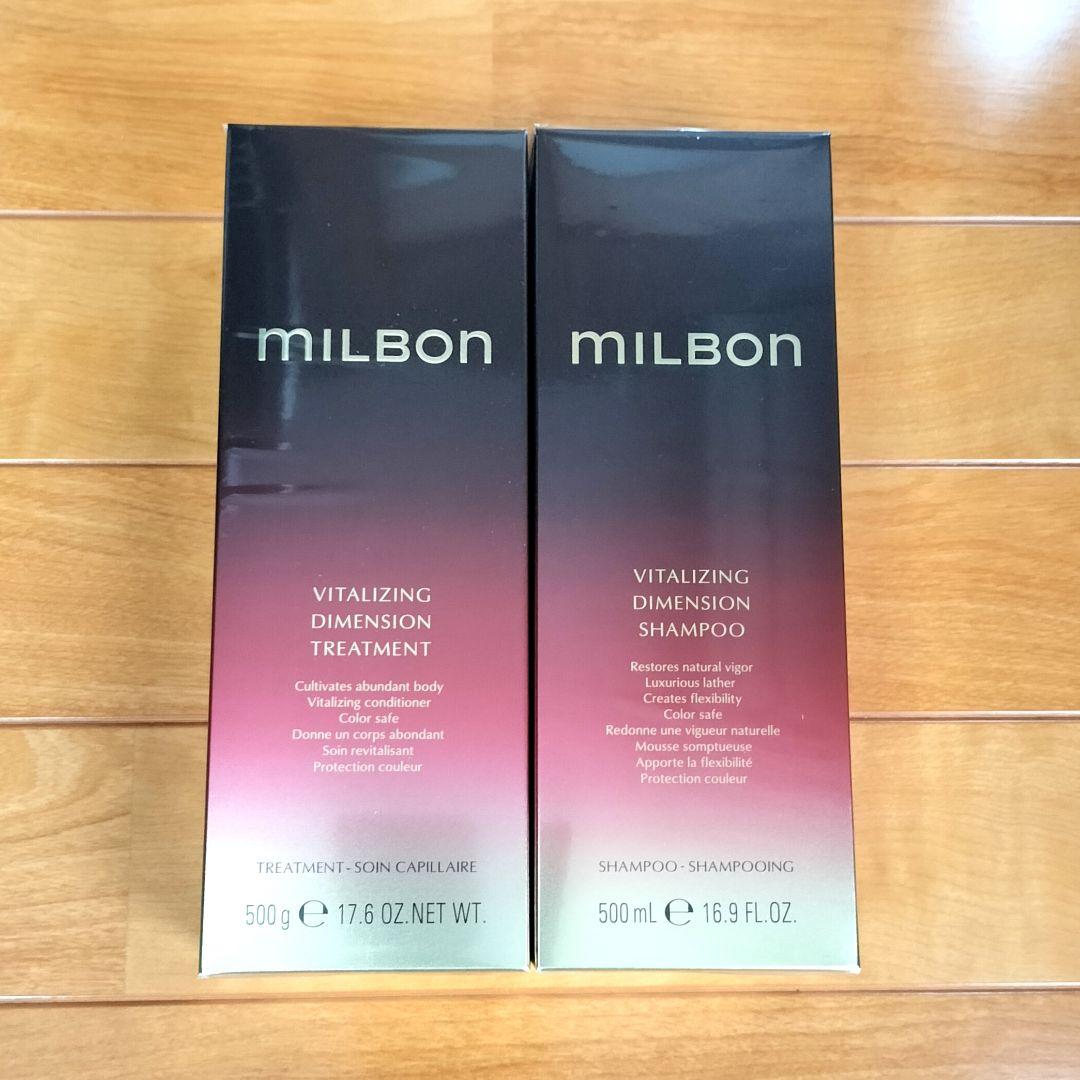 MILBON
VITALIZING
DIMENSION
TREATMENT
Cultivates abundant body
Vitalizing conditioner
Color safe
Donne un corps abondant
Soin revitalisant
Protection couleur
TREATMENT-SOIN CAPILLAIRE
500 g ℮ 17.6 OZ.NET WT.
MILBON
VITALIZING
DIMENSION
SHAMPOO
Restores natural vigor
Luxurious lather
Creates flexibility
Color safe
Redonne une vigueur naturelle
Mousse somptueuse
Apporte la flexibilité
Protection couleur
SHAMPOO-SHAMPOOING
500 mL ℮ 16.9 FL.OZ.